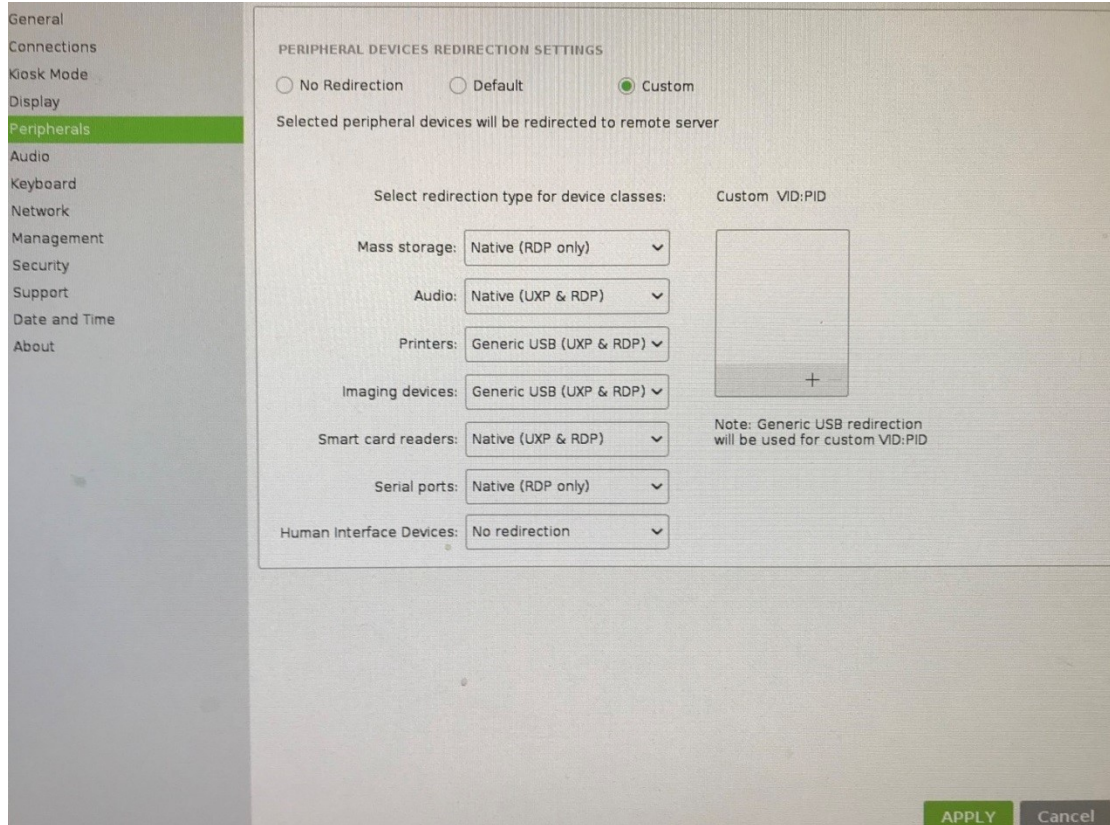 General
Connections
Kiosk Mode
Display
Peripherals
Audio
Keyboard
Network
Management
Security
Support
Date and Time
About
PERIPHERAL DEVICES REDIRECTION SETTINGS
No Redirection Default Custom
Selected peripheral devices will be redirected to remote server
Select redirection type for device classes: Custom VID:PID
Mass storage: Native (RDP only)
Audio: Native (UXP & RDP)
Printers: Generic USB (UXP & RDP)
Imaging devices: Generic USB (UXP & RDP)
Smart card readers: Native (UXP & RDP)
Serial ports: Native (RDP only)
Human Interface Devices: No redirection
+
Note: Generic USB redirection
will be used for custom VID:PID
APPLY Cancel